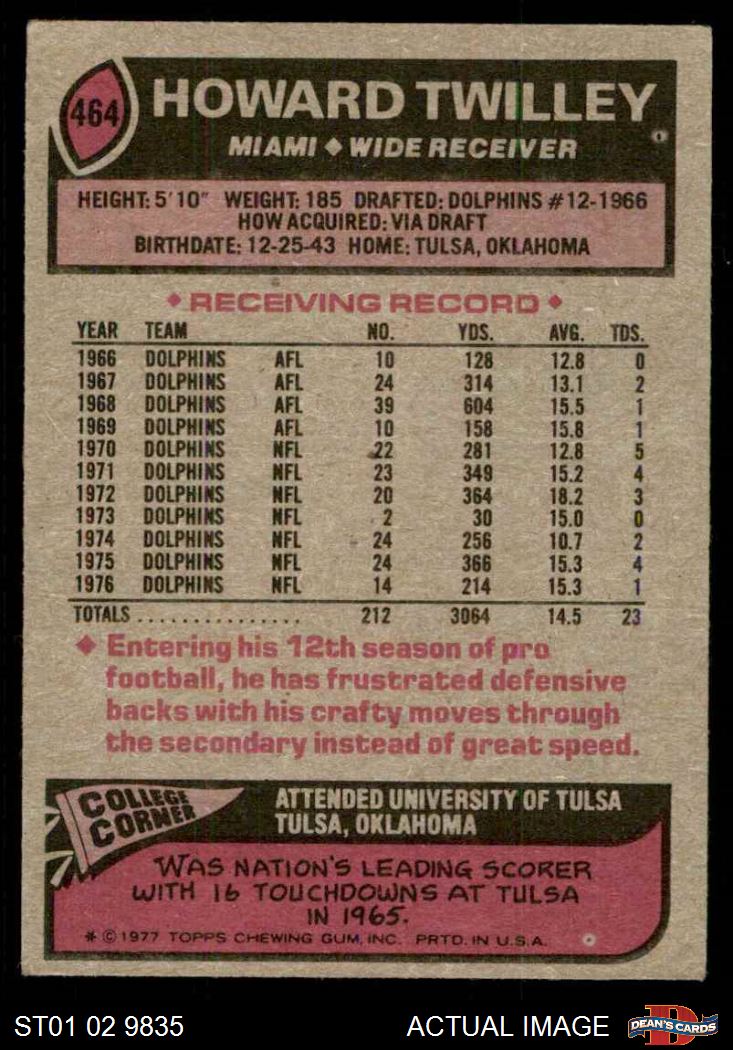 464
HOWARD TWILLEY
MIAMI ◆ WIDE RECEIVER
HEIGHT: 5'10" WEIGHT: 185 DRAFTED: DOLPHINS #12-1966
HOW ACQUIRED: VIA DRAFT
BIRTHDATE: 12-25-43 HOME: TULSA, OKLAHOMA
◆ RECEIVING RECORD ◆
YEAR TEAM NO. YDS. AVG. TDS.
1966 DOLPHINS AFL 10 128 12.8 0
1967 DOLPHINS AFL 24 314 13.1 2
1968 DOLPHINS AFL 39 604 15.5 1
1969 DOLPHINS AFL 10 158 15.8 1
1970 DOLPHINS NFL 22 281 12.8 5
1971 DOLPHINS NFL 23 349 15.2 4
1972 DOLPHINS NFL 20 364 18.2 3
1973 DOLPHINS NFL 2 30 15.0 0
1974 DOLPHINS NFL 24 256 10.7 2
1975 DOLPHINS NFL 24 366 15.3 4
1976 DOLPHINS NFL 14 214 15.3 1
TOTALS ............... 212 3064 14.5 23
◆ Entering his 12th season of pro
football, he has frustrated defensive
backs with his crafty moves through
the secondary instead of great speed.
COLLEGE
CORNER
ATTENDED UNIVERSITY OF TULSA
TULSA, OKLAHOMA
WAS NATION'S LEADING SCORER
WITH 16 TOUCHDOWNS AT TULSA
IN 1965.
* © 1977 TOPPS CHEWING GUM, INC. PRTD. IN U.S.A.
ST01 02 9835
ACTUAL IMAGE
D
DEAN'S CARDS